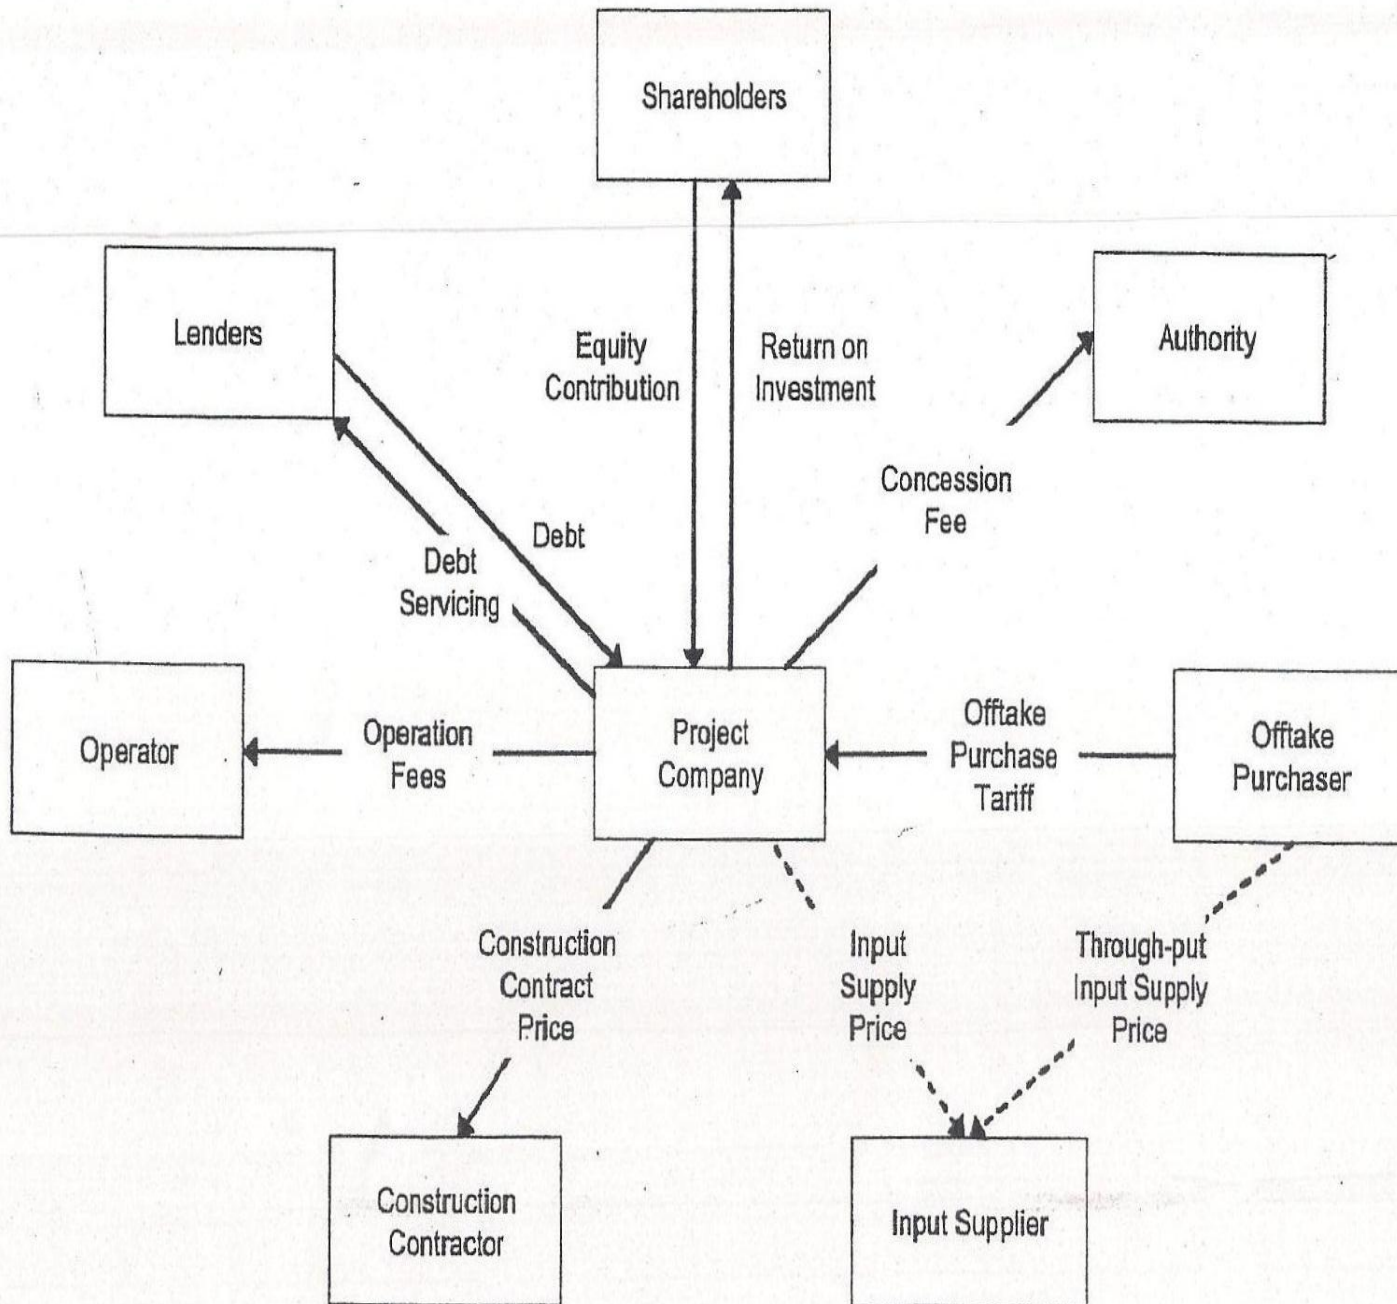 Shareholders
Lenders
Authority
Equity
Contribution
Return on
Investment
Concession
Fee
Debt
Debt
Servicing
Operator
Operation
Fees
Project
Company
Offtake
Purchase
Tariff
Offtake
Purchaser
Construction
Contract
Price
Input
Supply
Price
Through-put
Input Supply
Price
Construction
Contractor
Input Supplier